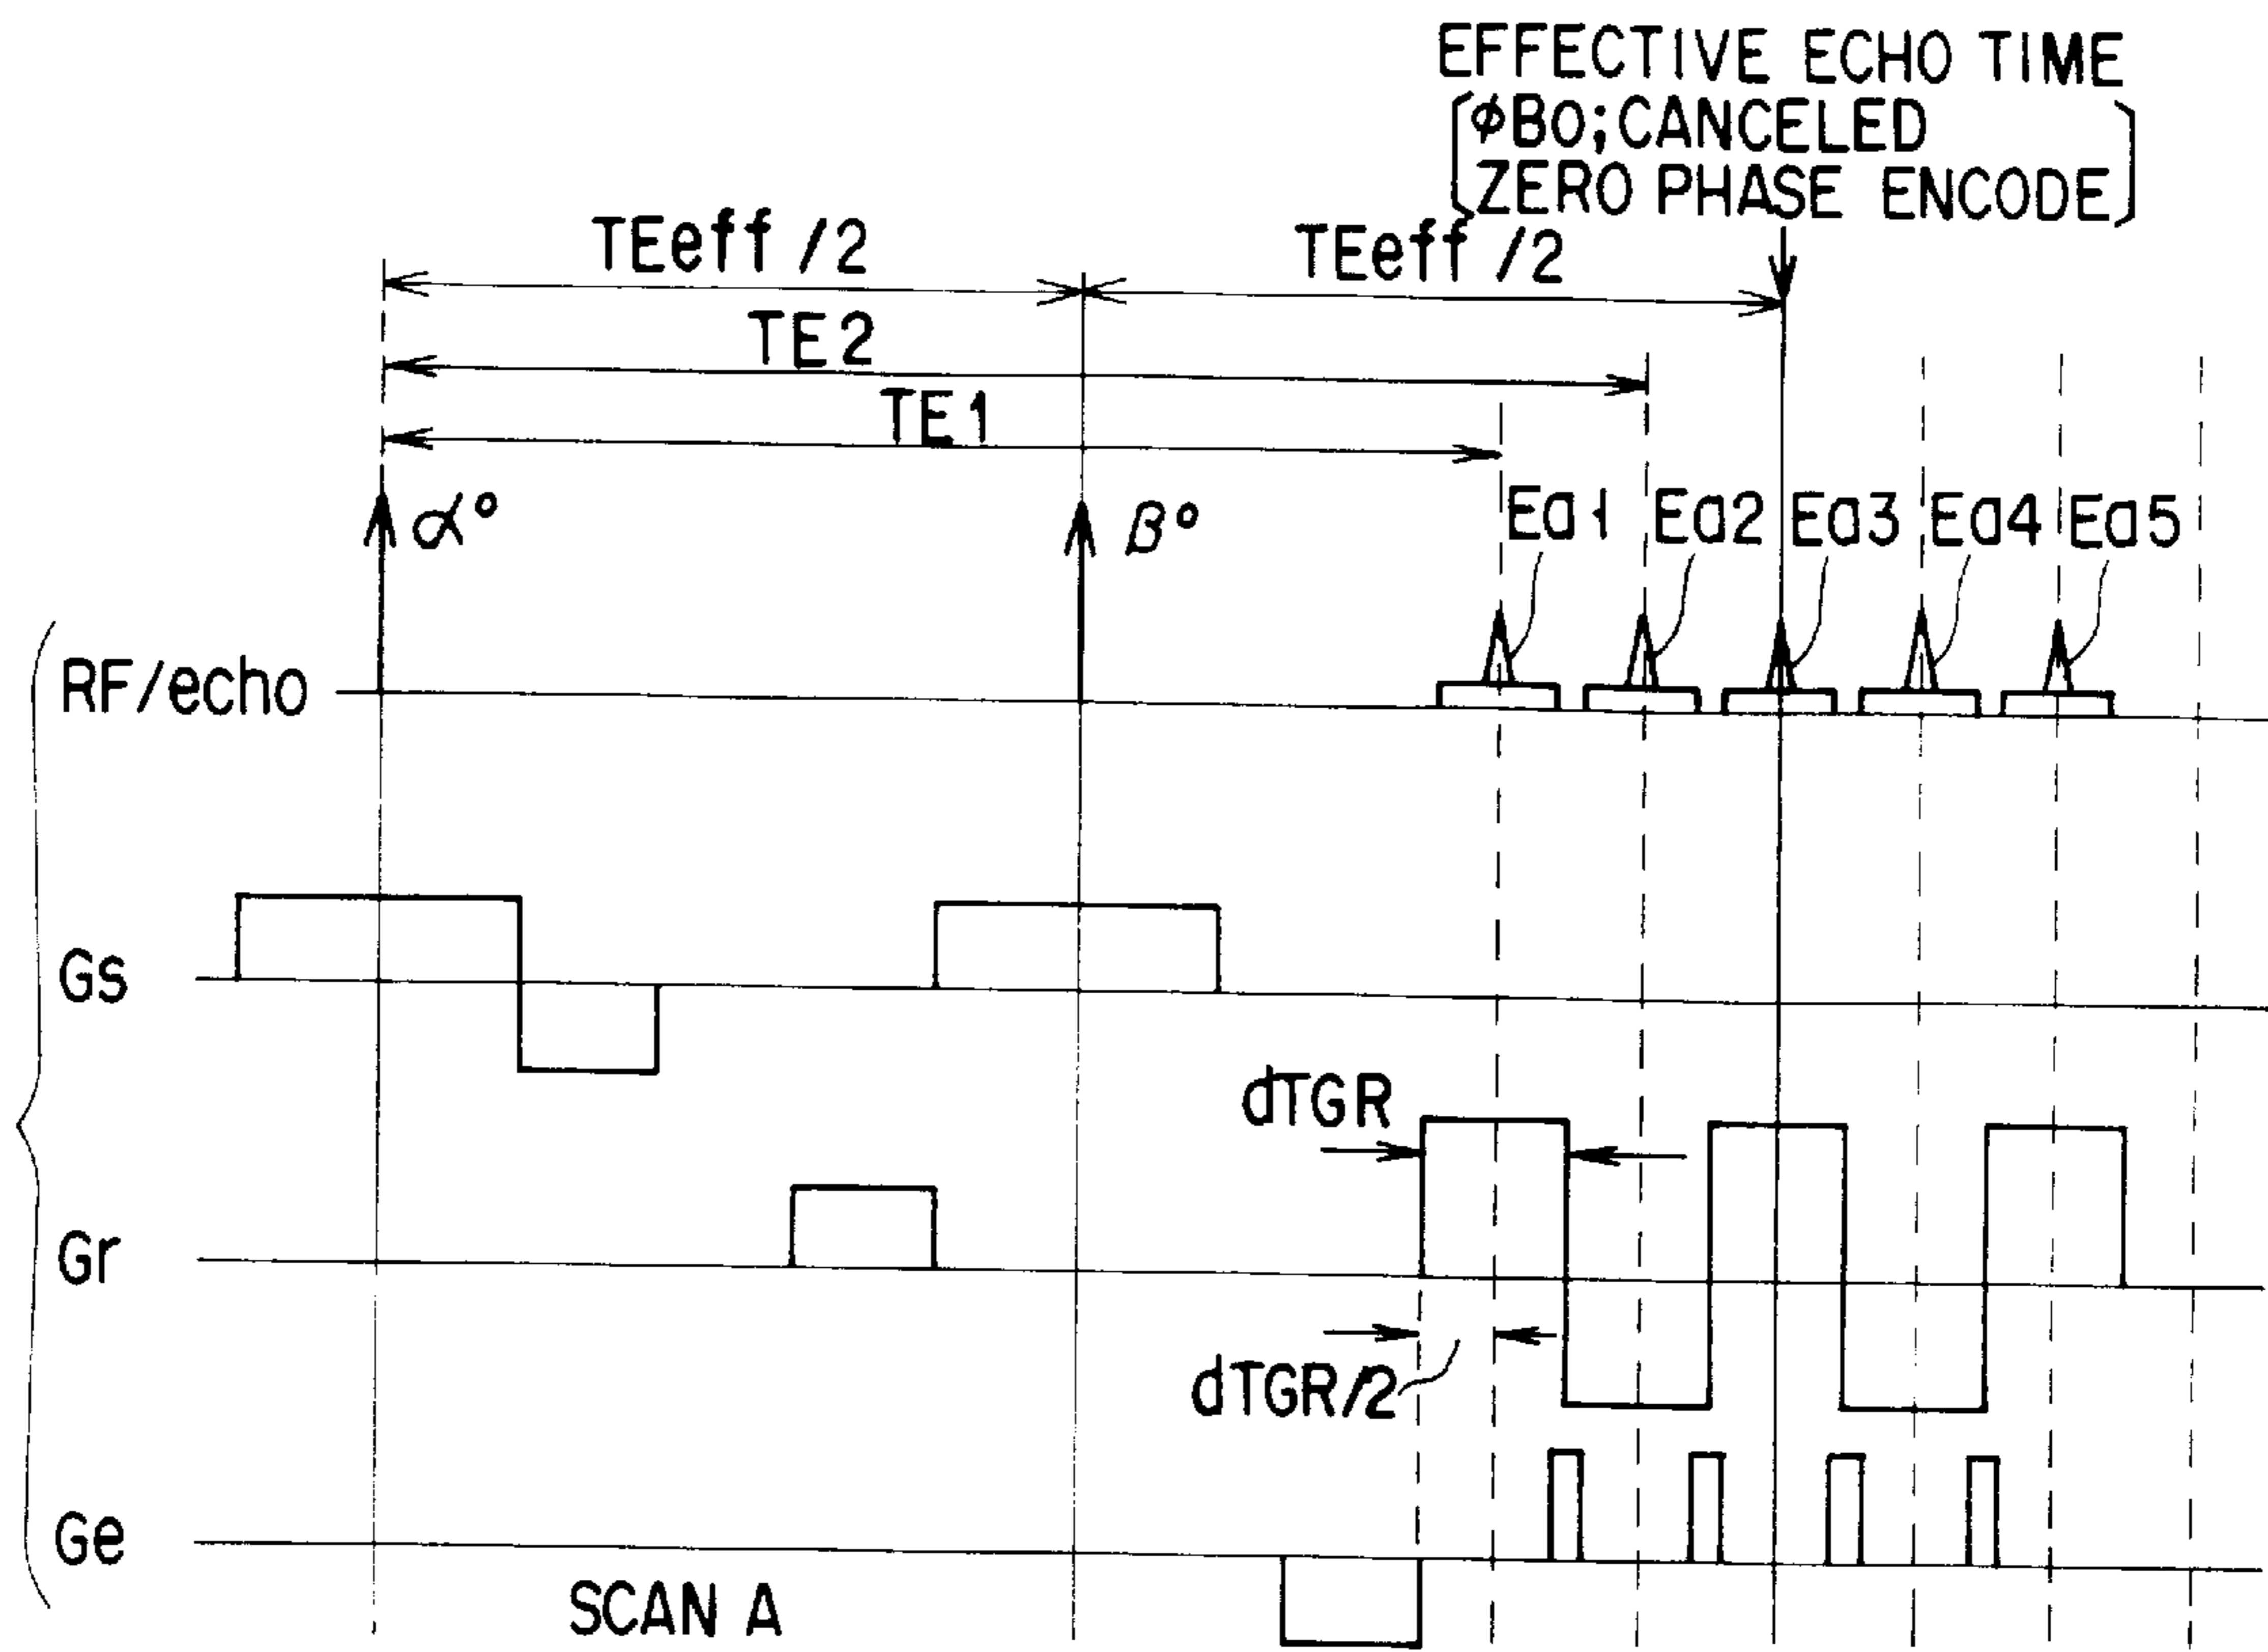 EFFECTIVE ECHO TIME
φB0;CANCELED
ZERO PHASE ENCODE
TEeff /2
TEeff /2
TE2
TE1
α°
β°
Ea1 Ea2 Ea3 Ea4 Ea5
RF/echo
Gs
dTGR
Gr
dTGR/2
Ge
SCAN A